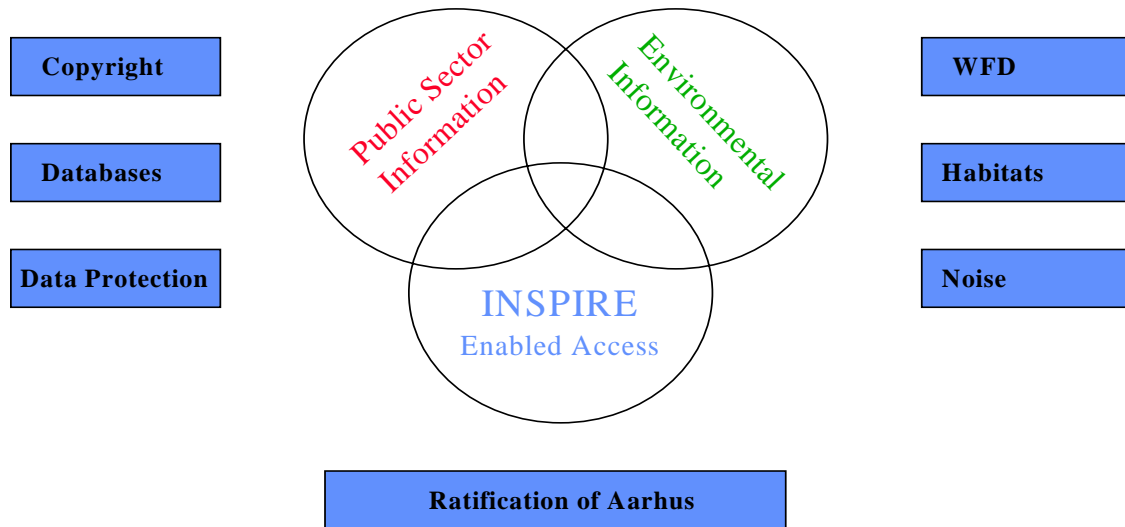 Copyright
Databases
Data Protection
Public Sector
Information
Environmental
Information
INSPIRE
Enabled Access
WFD
Habitats
Noise
Ratification of Aarhus